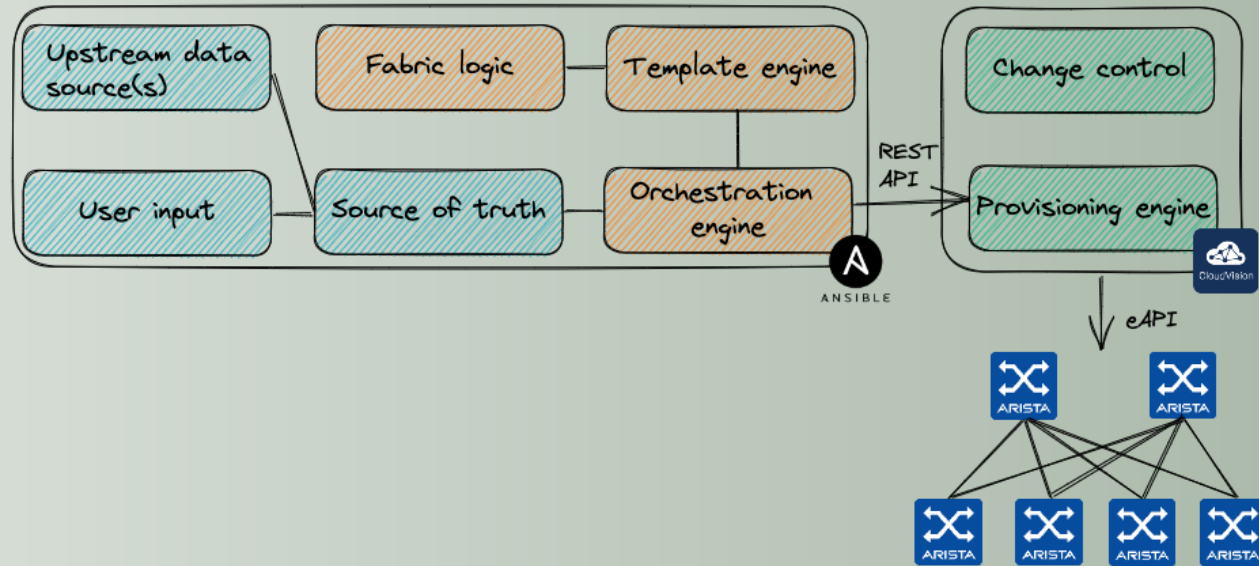 Upstream data
source(s)
Fabric logic
Template engine
Change control
User input
Source of truth
Orchestration
engine
REST
API
Provisioning engine
A
ANSIBLE
CloudVision
eAPI
ARISTA
ARISTA
ARISTA
ARISTA
ARISTA
ARISTA